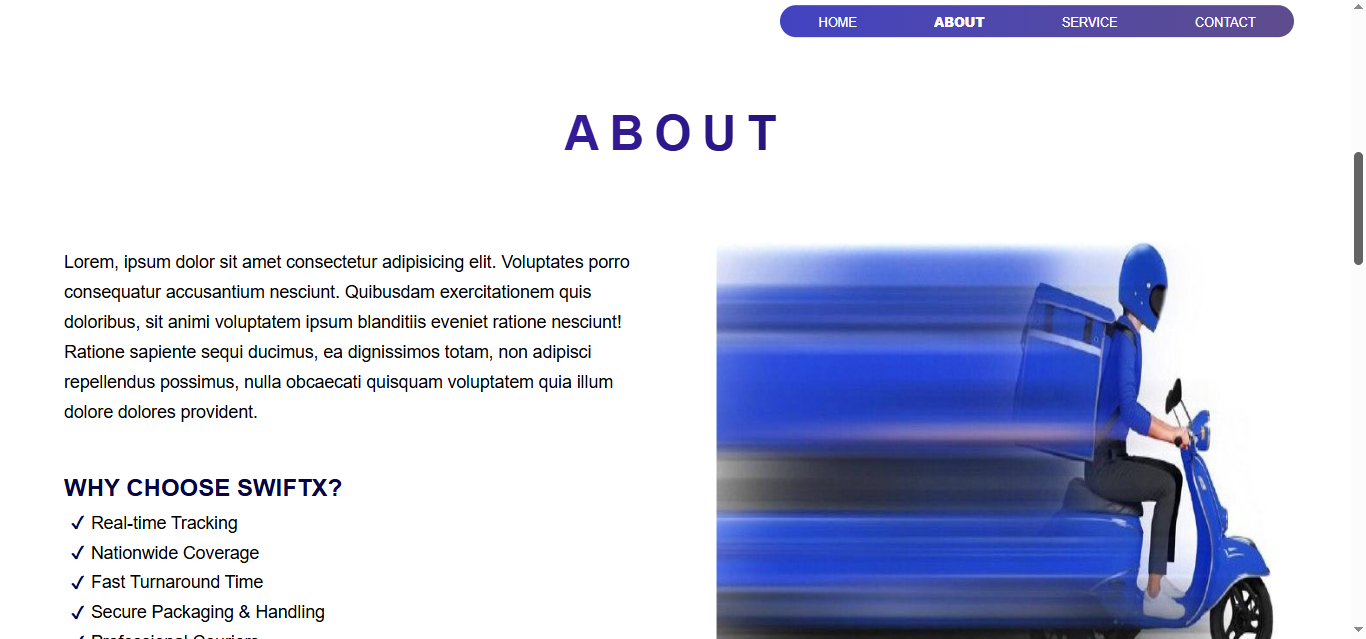 HOME ABOUT SERVICE CONTACT
ABOUT
Lorem, ipsum dolor sit amet consectetur adipisicing elit. Voluptates porro
consequatur accusantium nesciunt. Quibusdam exercitationem quis
doloribus, sit animi voluptatem ipsum blanditiis eveniet ratione nesciunt!
Ratione sapiente sequi ducimus, ea dignissimos totam, non adipisci
repellendus possimus, nulla obcaecati quisquam voluptatem quia illum
dolore dolores provident.
WHY CHOOSE SWIFTX?
✓ Real-time Tracking
✓ Nationwide Coverage
✓ Fast Turnaround Time
✓ Secure Packaging & Handling
✓ Professional Couriers